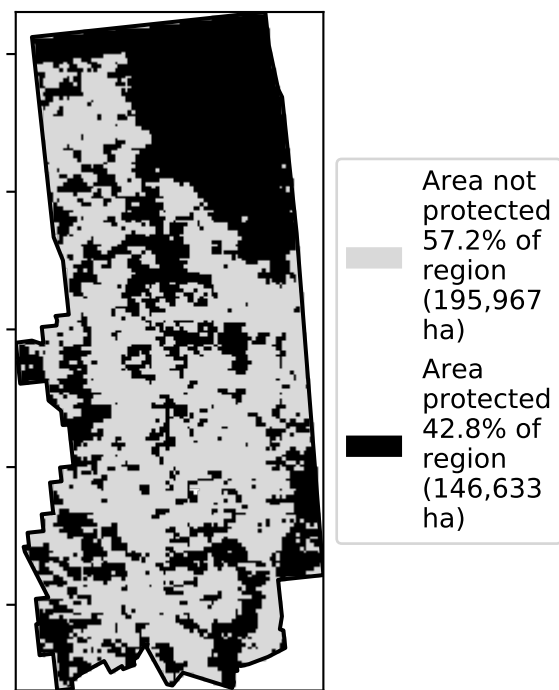 Area not
protected
57.2% of
region
(195,967
ha)
Area
protected
42.8% of
region
(146,633
ha)